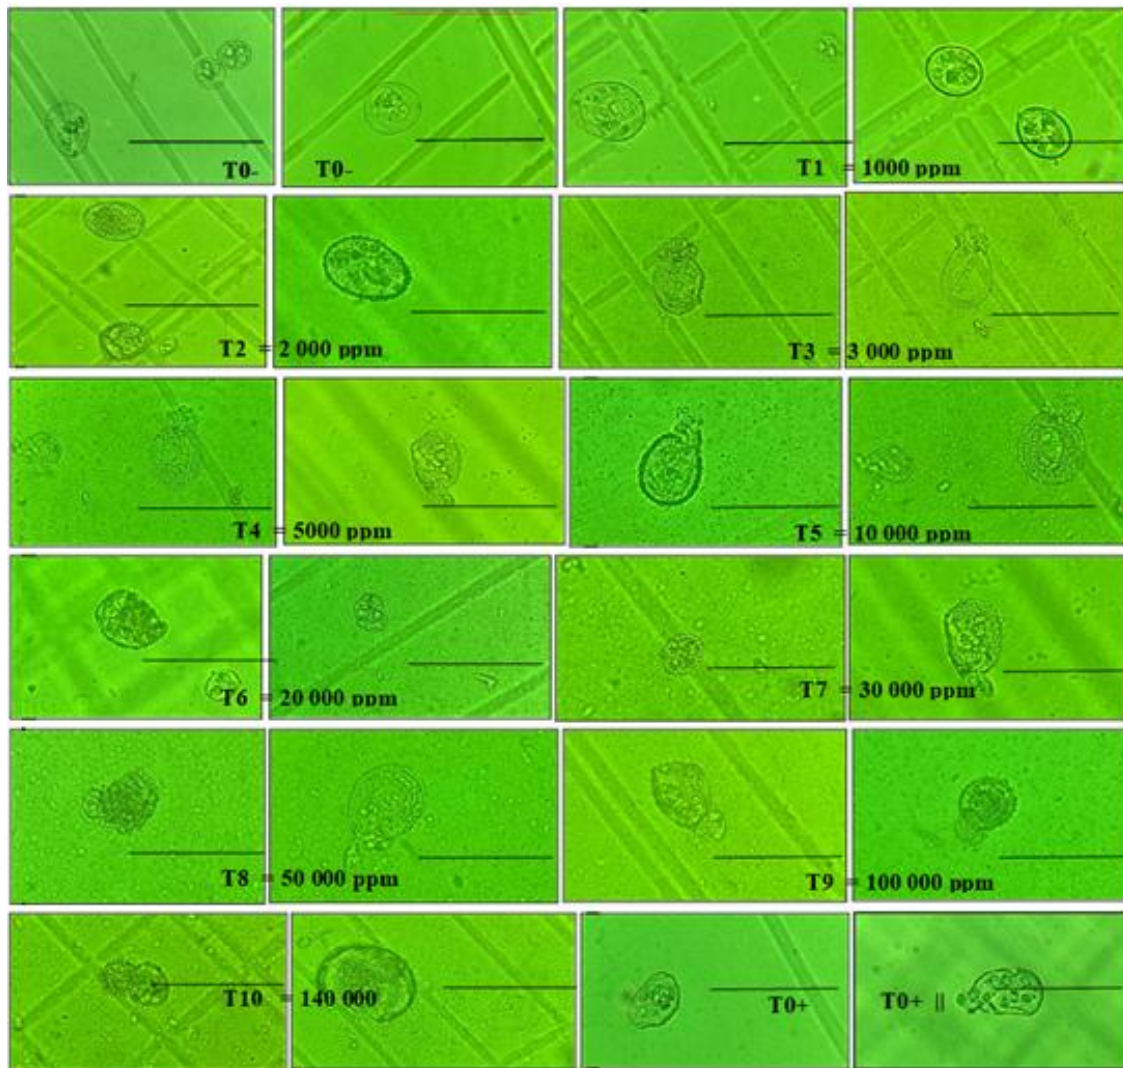 T0-
T0-
T1 = 1000 ppm
T2 = 2 000 ppm
T3 = 3 000 ppm
T4 = 5000 ppm
T5 = 10 000 ppm
T6 = 20 000 ppm
T7 = 30 000 ppm
T8 = 50 000 ppm
T9 = 100 000 ppm
T10 = 140 000
T0+
T0+ ||